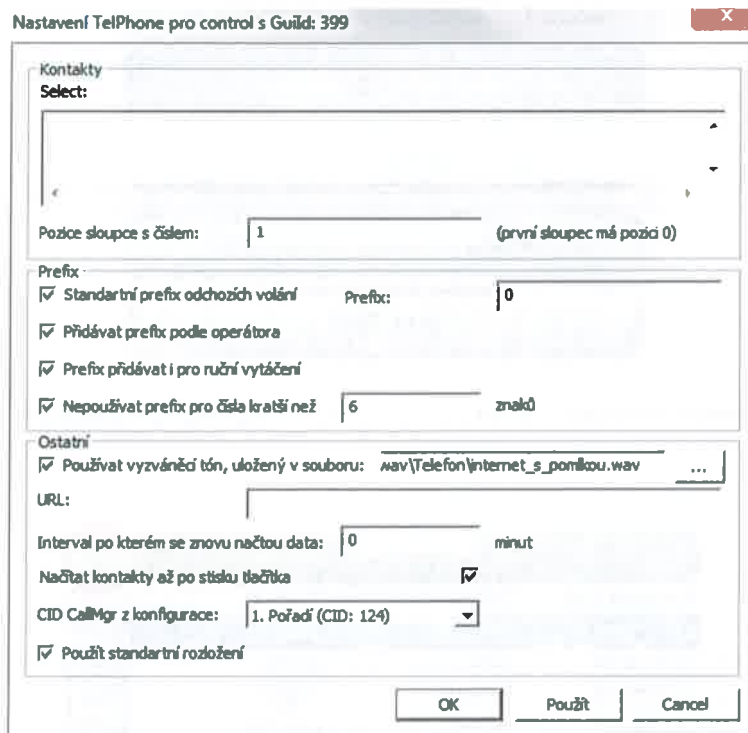 Nastavení TelPhone pro control s GuiId: 399
X
Kontakty
Select:
Pozice sloupce s číslem: 1 (první sloupec má pozici 0)
Prefix
Standartní prefix odchozích volání Prefix: 0
Přidávat prefix podle operátora
Prefix přidávat i pro ruční vytáčení
Nepoužívat prefix pro čísla kratší než 6 znaků
Ostatní
Používat vyzváněcí tón, uložený v souboru: wav\Telefon\internet_s_pomlkou.wav ...
URL:
Interval po kterém se znovu načtou data: 0 minut
Načítat kontakty až po stisku tlačítka
CID CallMgr z konfigurace: 1. Pořadí (CID: 124)
Použít standartní rozložení
OK Použít Cancel